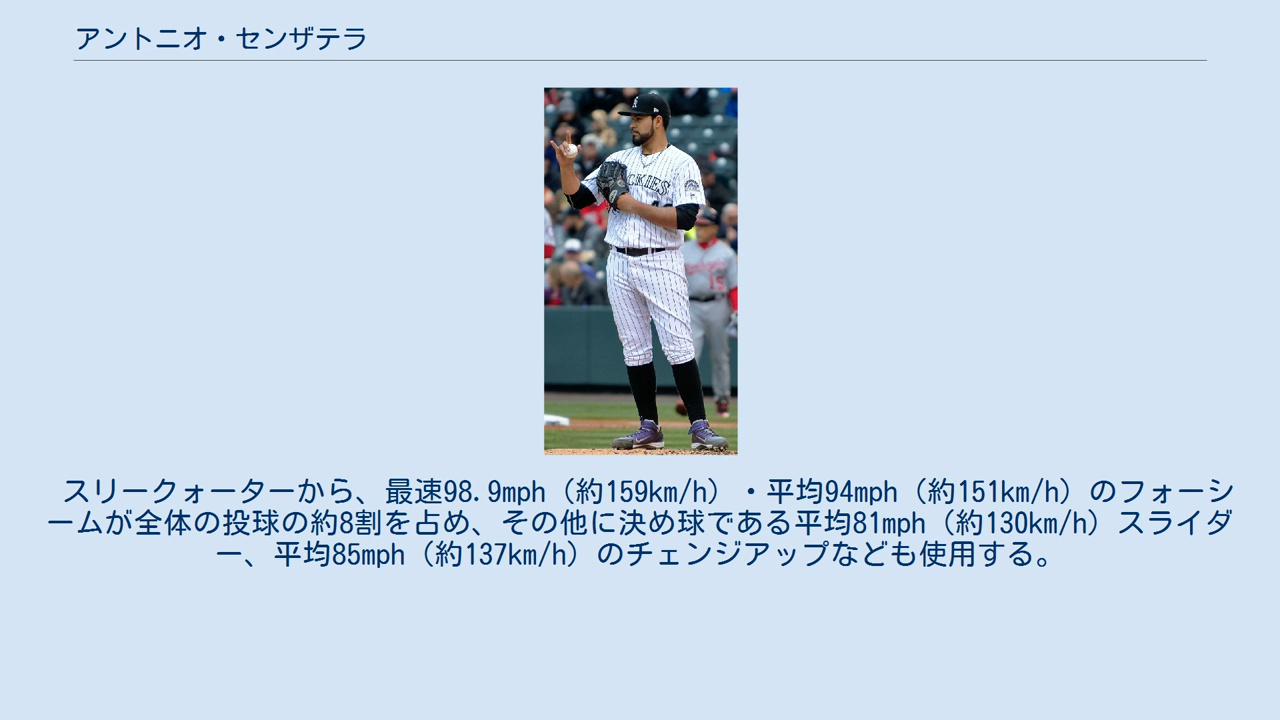 アントニオ・センザテラ
スリークォーターから、最速98.9mph（約159km/h）・平均94mph（約151km/h）のフォーシ
ームが全体の投球の約8割を占め、その他に決め球である平均81mph（約130km/h）スライダ
ー、平均85mph（約137km/h）のチェンジアップなども使用する。